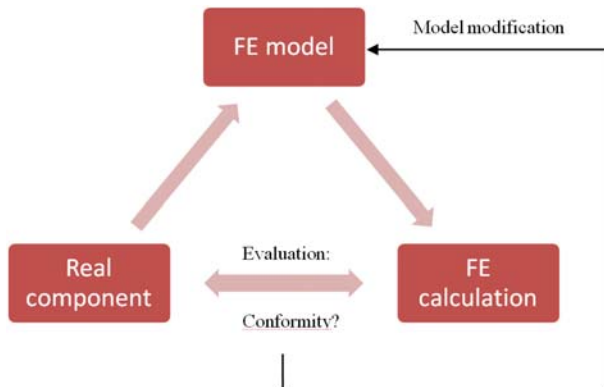 FE model
Model modification
Real
component
Evaluation:
Conformity?
FE
calculation